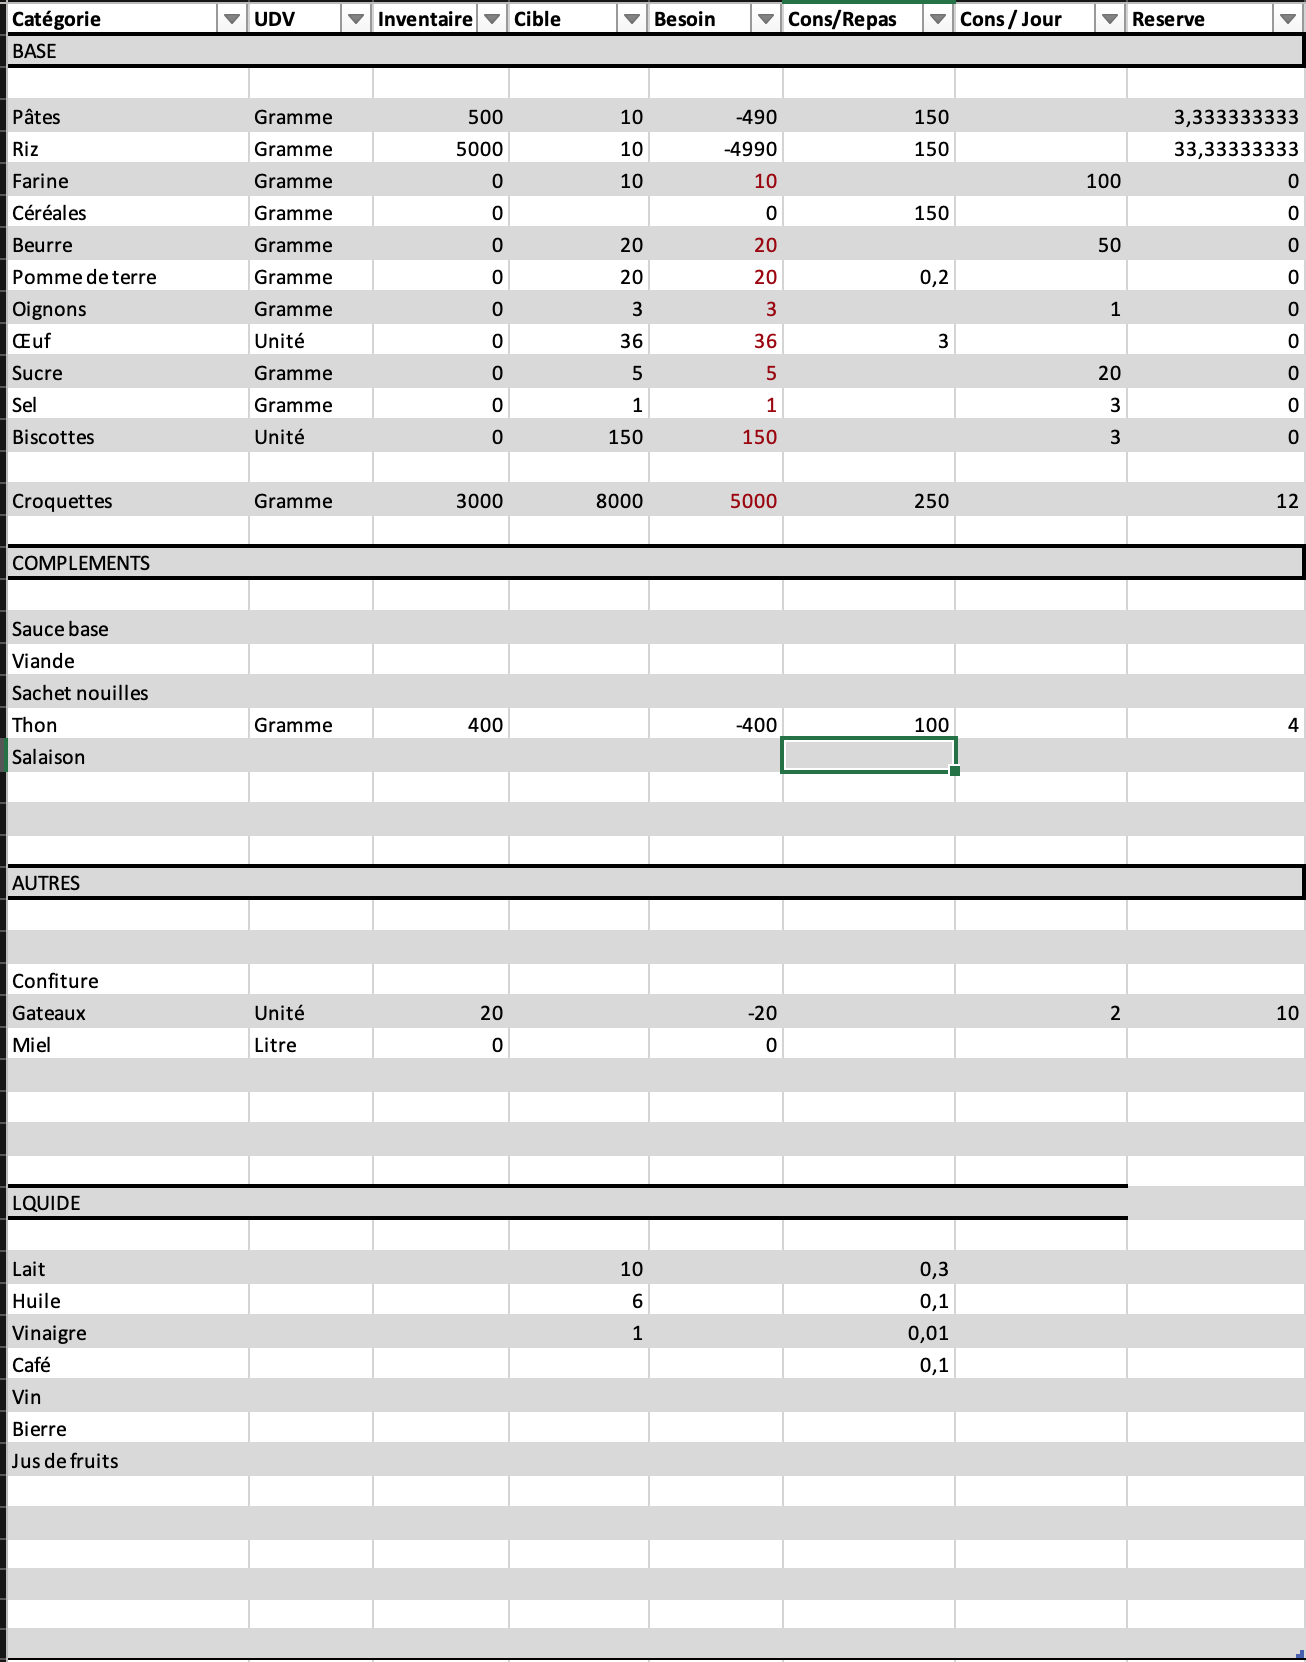 Catégorie UDV Inventaire Cible Besoin Cons/Repas Cons / Jour Reserve
BASE
Pâtes Gramme 500 10 -490 150 3,333333333
Riz Gramme 5000 10 -4990 150 33,33333333
Farine Gramme 0 10 10 100 0
Céréales Gramme 0 0 150 0
Beurre Gramme 0 20 20 50 0
Pomme de terre Gramme 0 20 20 0,2 0
Oignons Gramme 0 3 3 1 0
Œuf Unité 0 36 36 3 0
Sucre Gramme 0 5 5 20 0
Sel Gramme 0 1 1 3 0
Biscottes Unité 0 150 150 3 0
Croquettes Gramme 3000 8000 5000 250 12
COMPLEMENTS
Sauce base
Viande
Sachet nouilles
Thon Gramme 400 -400 100 4
Salaison
AUTRES
Confiture
Gateaux Unité 20 -20 2 10
Miel Litre 0 0
LQUIDE
Lait 10 0,3
Huile 6 0,1
Vinaigre 1 0,01
Café 0,1
Vin
Bierre
Jus de fruits